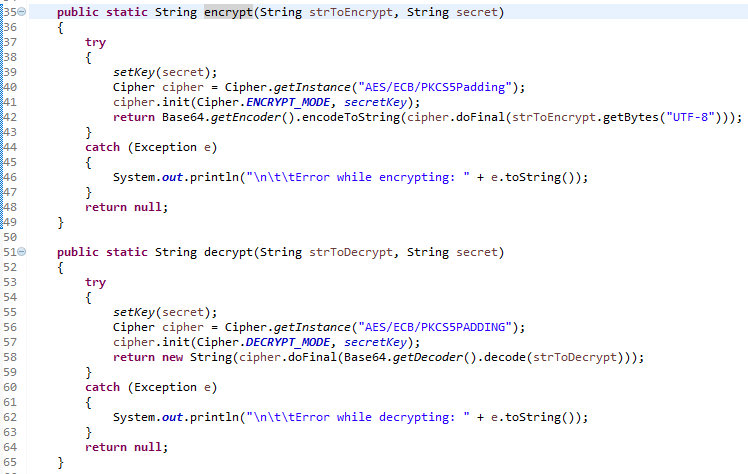 35 public static String encrypt(String strToEncrypt, String secret)
36 {
37 try
38 {
39 setKey(secret);
40 Cipher cipher = Cipher.getInstance("AES/ECB/PKCS5Padding");
41 cipher.init(Cipher.ENCRYPT_MODE, secretKey);
42 return Base64.getEncoder().encodeToString(cipher.doFinal(strToEncrypt.getBytes("UTF-8")));
43 }
44 catch (Exception e)
45 {
46 System.out.println("\n\t\tError while encrypting: " + e.toString());
47 }
48 return null;
49 }
50
51 public static String decrypt(String strToDecrypt, String secret)
52 {
53 try
54 {
55 setKey(secret);
56 Cipher cipher = Cipher.getInstance("AES/ECB/PKCS5PADDING");
57 cipher.init(Cipher.DECRYPT_MODE, secretKey);
58 return new String(cipher.doFinal(Base64.getDecoder().decode(strToDecrypt)));
59 }
60 catch (Exception e)
61 {
62 System.out.println("\n\t\tError while decrypting: " + e.toString());
63 }
64 return null;
65 }